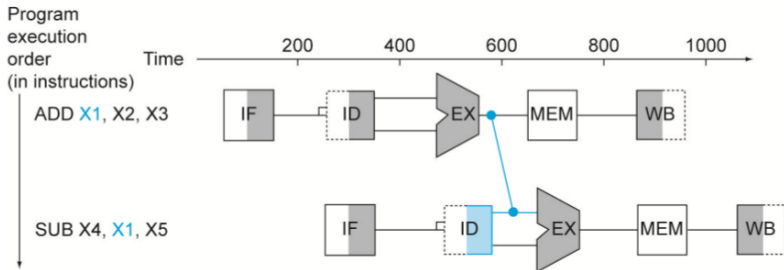 Program
execution
order
(in instructions)
Time
200 400 600 800 1000
ADD X1, X2, X3
IF ID EX MEM WB
SUB X4, X1, X5
IF ID EX MEM WB